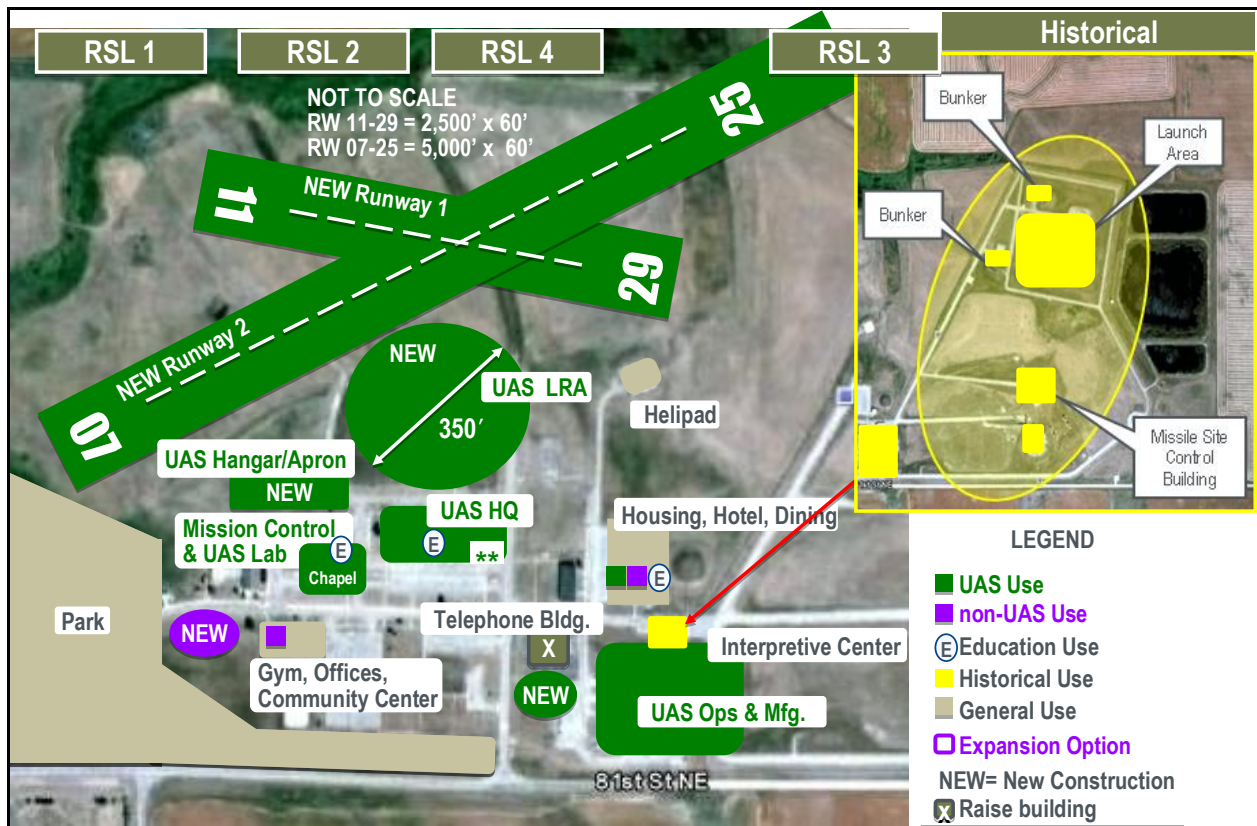 RSL 1
RSL 2
RSL 4
RSL 3
Historical
NOT TO SCALE
RW 11-29 = 2,500' x 60'
RW 07-25 = 5,000' x 60'
25
NEW Runway 1
11
29
NEW Runway 2
07
Bunker
Launch
Area
Bunker
Missile Site
Control
Building
NEW
UAS LRA
350′
Helipad
UAS Hangar/Apron
NEW
UAS HQ
E
**
Mission Control
& UAS Lab
E
Chapel
Housing, Hotel, Dining
E
Park
NEW
Telephone Bldg.
X
Interpretive Center
Gym, Offices,
Community Center
NEW
UAS Ops & Mfg.
81st St NE
LEGEND
UAS Use
non-UAS Use
E Education Use
Historical Use
General Use
Expansion Option
NEW= New Construction
X Raise building